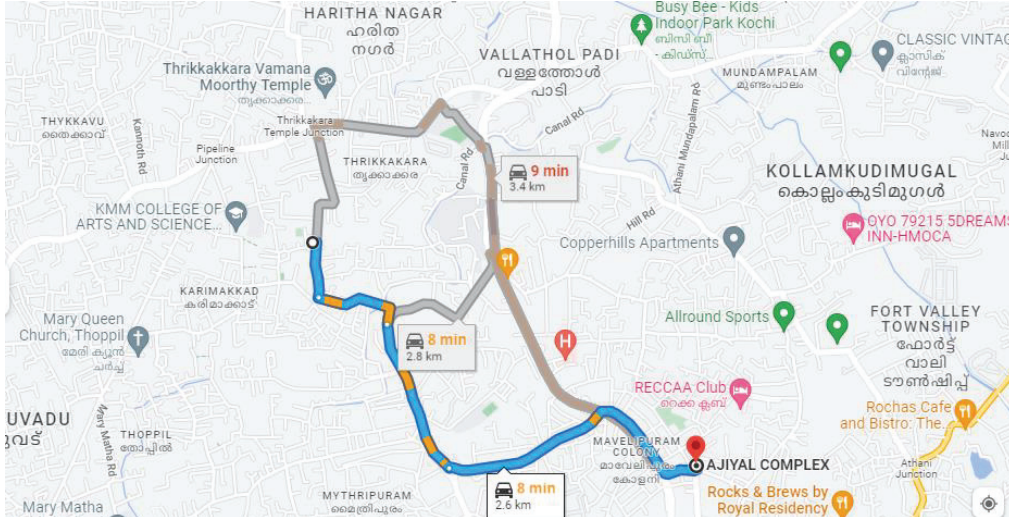 HARITHA NAGAR
ഹരിത
നഗർ
Busy Bee - Kids
Indoor Park Kochi
ബിസി ബീ
- കിഡ്സ്...
CLASSIC VINTAG
ക്ലാസിക്
വിന്റേജ്
VALLATHOL PADI
വള്ളത്തോൾ
പാടി
MUNDAMPALAM
മുണ്ടംപാലം
Thrikkakkara Vamana
Moorthy Temple
തൃക്കാക്കര...
THYKKAVU
തൈക്കാവ്
Kannoth Rd
Thrikkakara
Temple Junction
Pipeline
Junction
Canal Rd
Canal Rd
Athani Mundapalam Rd
THRIKKAKARA
തൃക്കാക്കര
9 min
3.4 km
KOLLAMKUDIMUGAL
കൊല്ലംകുടിമുഗൾ
KMM COLLEGE OF
ARTS AND SCIENCE...
Hill Rd
OYO 79215 5DREAMS
INN-HMOCA
Copperhills Apartments
KARIMAKKAD
കരിമാക്കാട്
Mary Queen
Church, Thoppil
മേരി ക്യൂൻ
ചർച്ച്
Allround Sports
FORT VALLEY
TOWNSHIP
ഫോർട്ട്
വാലി
ടൗൺഷിപ്പ്
8 min
2.8 km
H
RECCAA Club
റെക്ക ക്ലബ്
Rochas Cafe
and Bistro: The...
UVADU
ുവട്
Mary Matha Rd
THOPPIL
തോപ്പിൽ
MAVELIPURAM
COLONY
മാവേലിപുരം
കോളനി
AJIYAL COMPLEX
Athani
Junction
8 min
2.6 km
MYTHRIPURAM
മൈത്രിപുരം
Mary Matha
Rocks & Brews by
Royal Residency